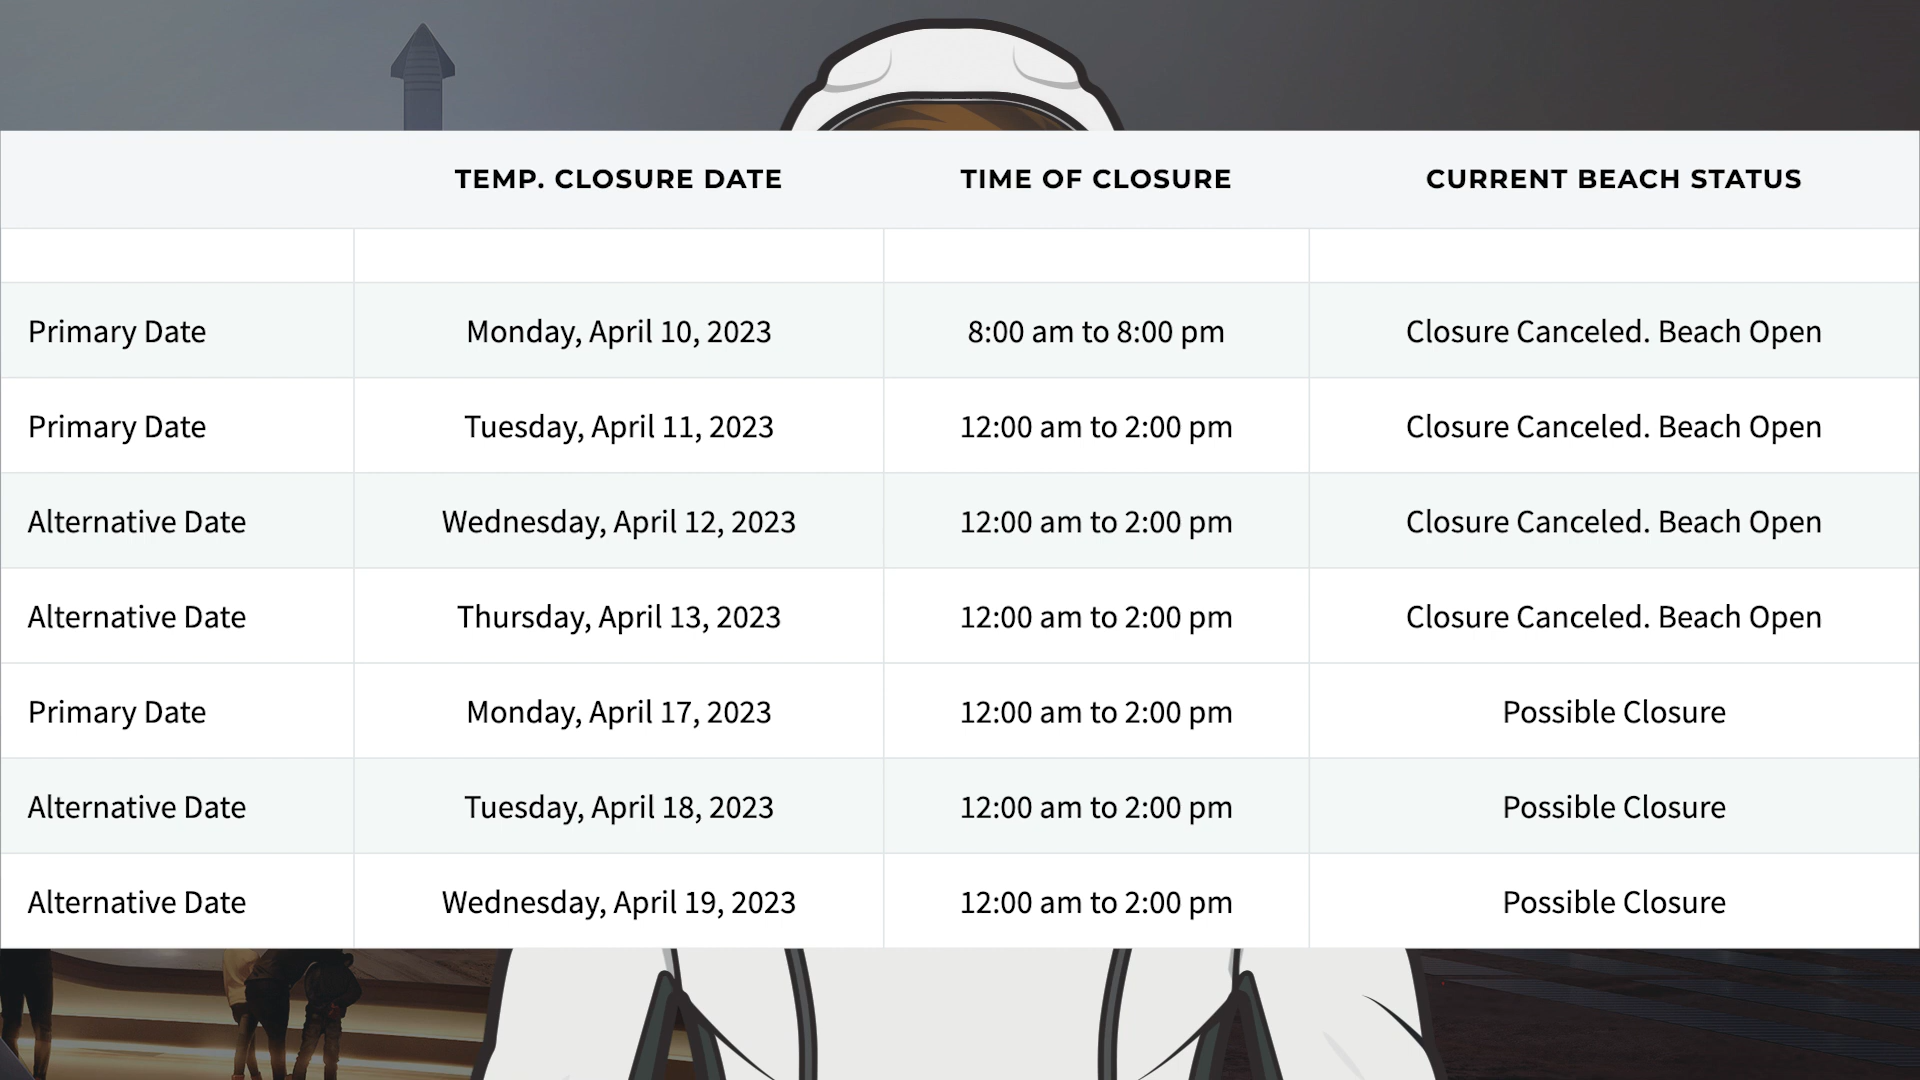 TEMP. CLOSURE DATE TIME OF CLOSURE CURRENT BEACH STATUS
Primary Date Monday, April 10, 2023 8:00 am to 8:00 pm Closure Canceled. Beach Open
Primary Date Tuesday, April 11, 2023 12:00 am to 2:00 pm Closure Canceled. Beach Open
Alternative Date Wednesday, April 12, 2023 12:00 am to 2:00 pm Closure Canceled. Beach Open
Alternative Date Thursday, April 13, 2023 12:00 am to 2:00 pm Closure Canceled. Beach Open
Primary Date Monday, April 17, 2023 12:00 am to 2:00 pm Possible Closure
Alternative Date Tuesday, April 18, 2023 12:00 am to 2:00 pm Possible Closure
Alternative Date Wednesday, April 19, 2023 12:00 am to 2:00 pm Possible Closure